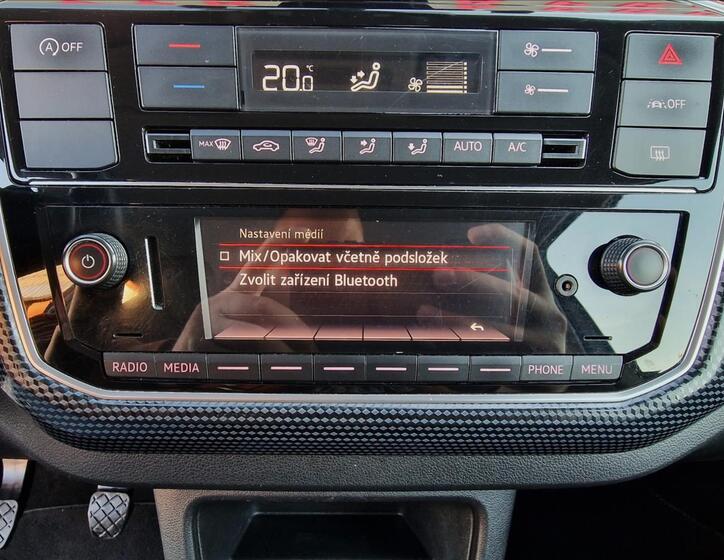 A OFF
20.0 °C
OFF
MAX
AUTO
A/C
Nastavení médií
Mix/Opakovat včetně podsložek
Zvolit zařízení Bluetooth
RADIO MEDIA PHONE MENU